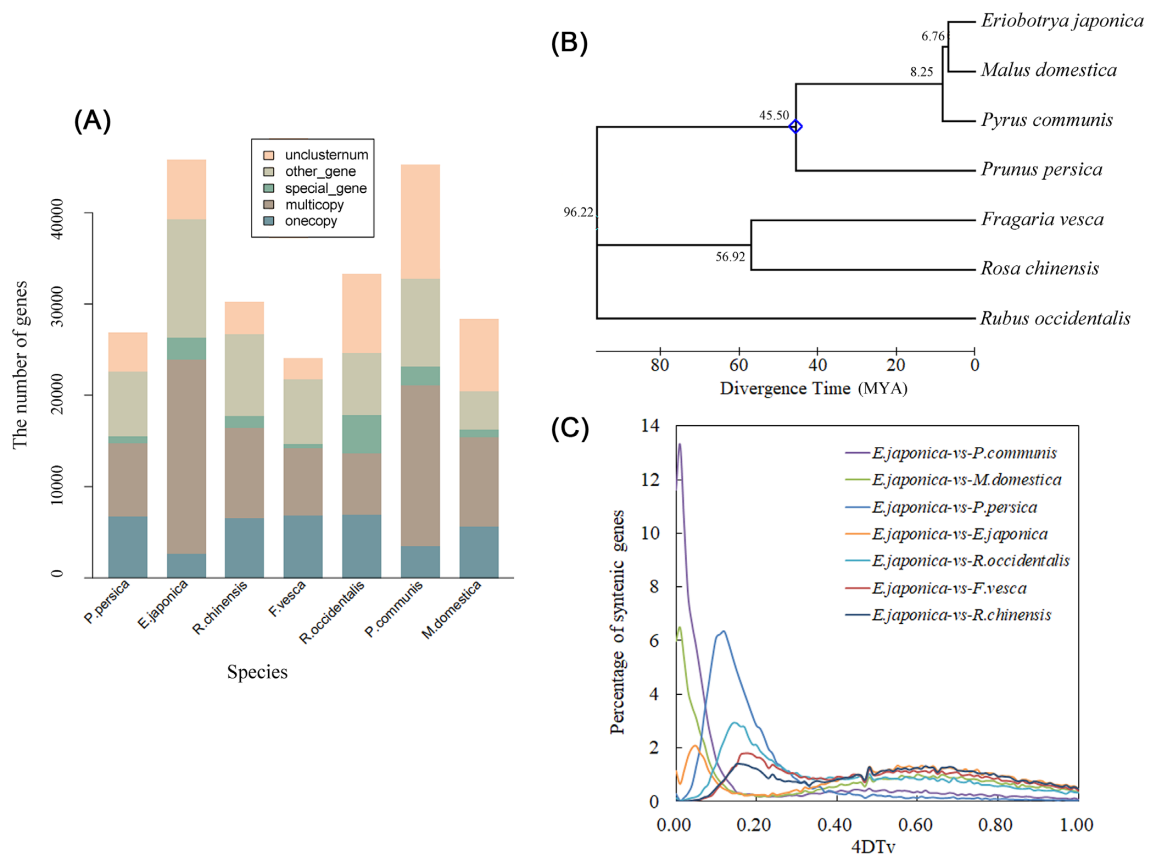 (A)
unclusternum
other_gene
special_gene
multicopy
onecopy
The number of genes
40000
30000
20000
10000
0
P.persica
E.japonica
R.chinensis
F.vesca
R.occidentalis
P.communis
M.domestica
Species
(B)
Eriobotrya japonica
6.76
Malus domestica
8.25
Pyrus communis
45.50
Prunus persica
96.22
Fragaria vesca
56.92
Rosa chinensis
Rubus occidentalis
80 60 40 20 0
Divergence Time (MYA)
(C)
Percentage of syntenic genes
14
12
10
8
6
4
2
0
E.japonica-vs-P.communis
E.japonica-vs-M.domestica
E.japonica-vs-P.persica
E.japonica-vs-E.japonica
E.japonica-vs-R.occidentalis
E.japonica-vs-F.vesca
E.japonica-vs-R.chinensis
0.00 0.20 0.40 0.60 0.80 1.00
4DTv